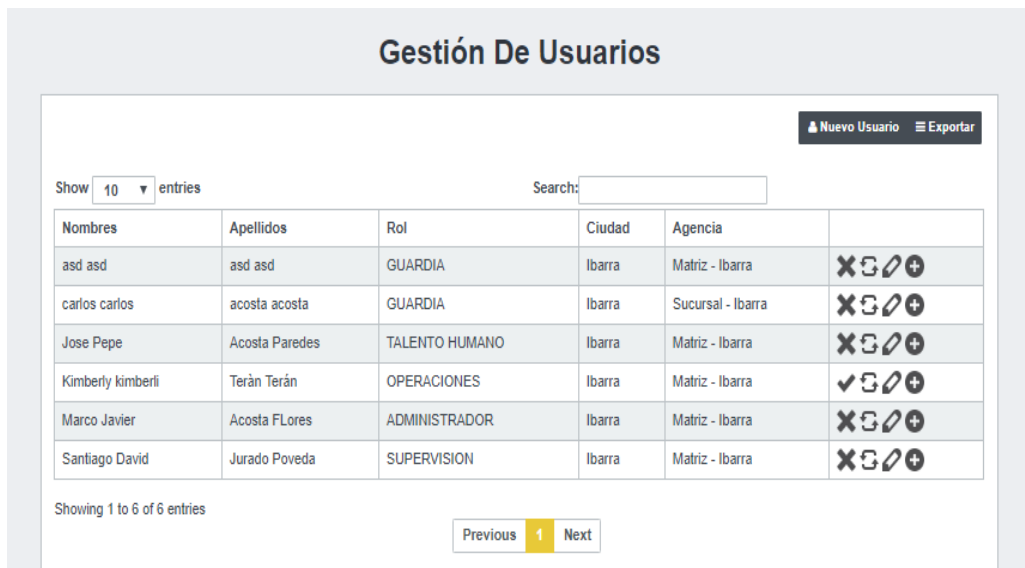 Gestión De Usuarios
Nuevo Usuario Exportar
Show 10 entries Search:
Nombres Apellidos Rol Ciudad Agencia
asd asd asd asd GUARDIA Ibarra Matriz - Ibarra
carlos carlos acosta acosta GUARDIA Ibarra Sucursal - Ibarra
Jose Pepe Acosta Paredes TALENTO HUMANO Ibarra Matriz - Ibarra
Kimberly kimberli Teràn Terán OPERACIONES Ibarra Matriz - Ibarra
Marco Javier Acosta FLores ADMINISTRADOR Ibarra Matriz - Ibarra
Santiago David Jurado Poveda SUPERVISION Ibarra Matriz - Ibarra
Showing 1 to 6 of 6 entries
Previous 1 Next